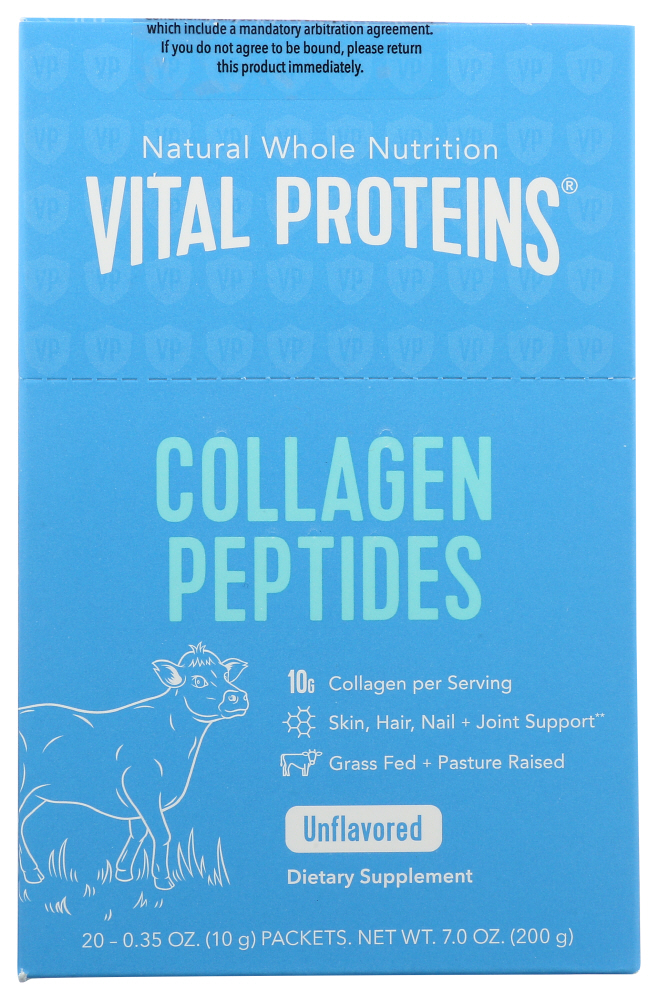 which include a mandatory arbitration agreement.
If you do not agree to be bound, please return
this product immediately.
Natural Whole Nutrition
VITAL PROTEINS®
COLLAGEN
PEPTIDES
10G Collagen per Serving
Skin, Hair, Nail + Joint Support**
Grass Fed + Pasture Raised
Unflavored
Dietary Supplement
20 – 0.35 OZ. (10 g) PACKETS. NET WT. 7.0 OZ. (200 g)